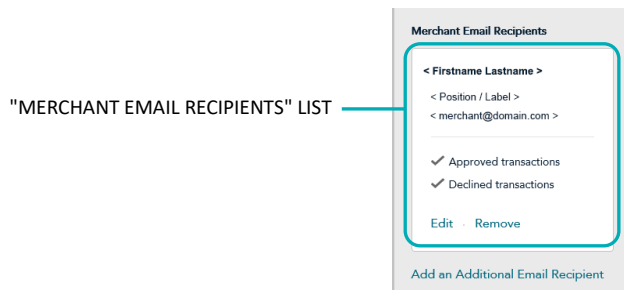 Merchant Email Recipients
< Firstname Lastname >
< Position / Label >
"MERCHANT EMAIL RECIPIENTS" LIST
< merchant@domain.com >
Approved transactions
Declined transactions
Edit · Remove
Add an Additional Email Recipient